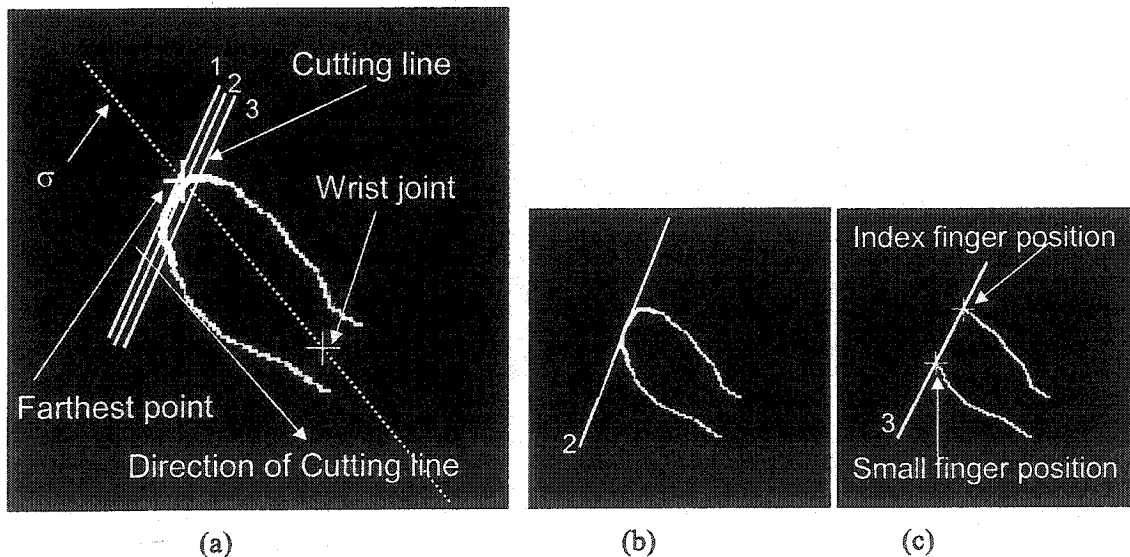 Cutting line
1
2
3
σ
Wrist joint
Farthest point
Direction of Cutting line
(a)
2
(b)
Index finger position
3
Small finger position
(c)